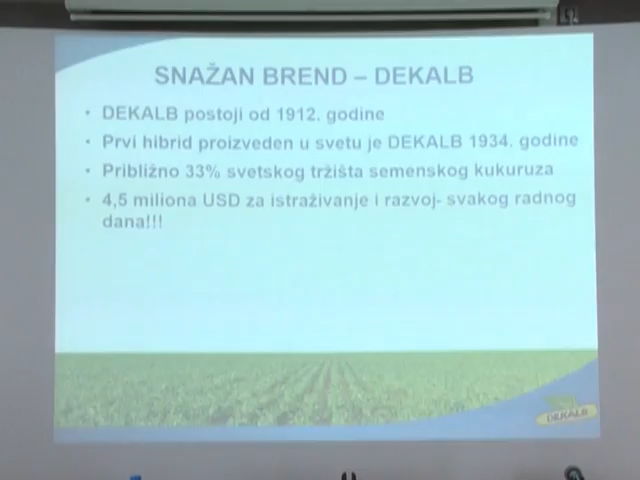 SNAŽAN BREND – DEKALB
• DEKALB postoji od 1912. godine
• Prvi hibrid proizveden u svetu je DEKALB 1934. godine
• Približno 33% svetskog tržišta semenskog kukuruza
• 4,5 miliona USD za istraživanje i razvoj- svakog radnog
dana!!!
DEKALB